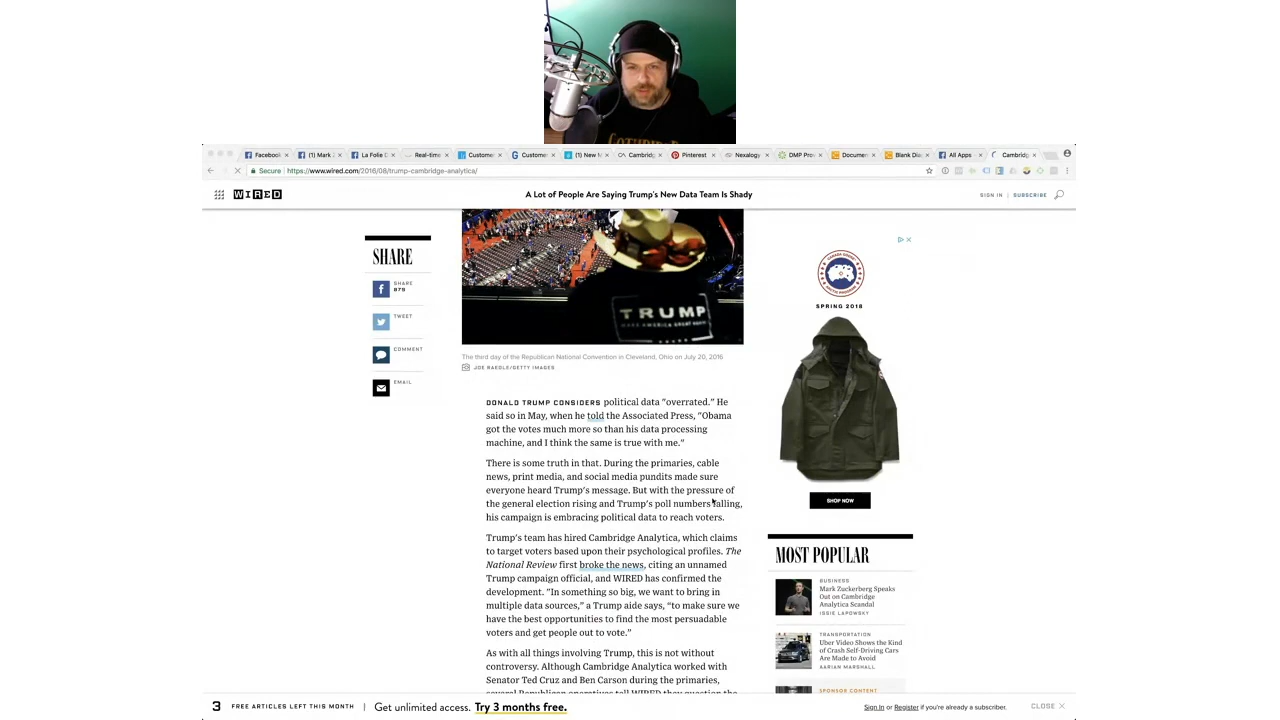 Facebook
(1) Mark
La Folie D
Real-time
Custome
Custome
(1) New
Cambridg
Pinterest
Nexalogy
DMP Pro
Docume
Blank Di
All Apps
Cambridg
Secure https://www.wired.com/2016/08/trump-cambridge-analytica/
WIRED
A Lot of People Are Saying Trump's New Data Team Is Shady
SIGN IN | SUBSCRIBE
SHARE
SHARE
879
TWEET
COMMENT
EMAIL
TRUMP
MAKE AMERICA GREAT
The third day of the Republican National Convention in Cleveland, Ohio on July 20, 2016
JOE RAEDLE/GETTY IMAGES
DONALD TRUMP CONSIDERS political data "overrated." He
said so in May, when he told the Associated Press, "Obama
got the votes much more so than his data processing
machine, and I think the same is true with me."
There is some truth in that. During the primaries, cable
news, print media, and social media pundits made sure
everyone heard Trump's message. But with the pressure of
the general election rising and Trump's poll numbers falling,
his campaign is embracing political data to reach voters.
Trump's team has hired Cambridge Analytica, which claims
to target voters based upon their psychological profiles. The
National Review first broke the news, citing an unnamed
Trump campaign official, and WIRED has confirmed the
development. "In something so big, we want to bring in
multiple data sources," a Trump aide says, "to make sure we
have the best opportunities to find the most persuadable
voters and get people out to vote."
As with all things involving Trump, this is not without
controversy. Although Cambridge Analytica worked with
Senator Ted Cruz and Ben Carson during the primaries,
several Republican operatives tell WIRED they question the
CANADA GOOSE
ARCTIC PROGRAM
SPRING 2018
SHOP NOW
MOST POPULAR
BUSINESS
Mark Zuckerberg Speaks
Out on Cambridge
Analytica Scandal
ISSIE LAPOWSKY
TRANSPORTATION
Uber Video Shows the Kind
of Crash Self-Driving Cars
Are Made to Avoid
AARIAN MARSHALL
SPONSOR CONTENT
3 FREE ARTICLES LEFT THIS MONTH | Get unlimited access. Try 3 months free.
Sign In or Register if you're already a subscriber.
CLOSE X